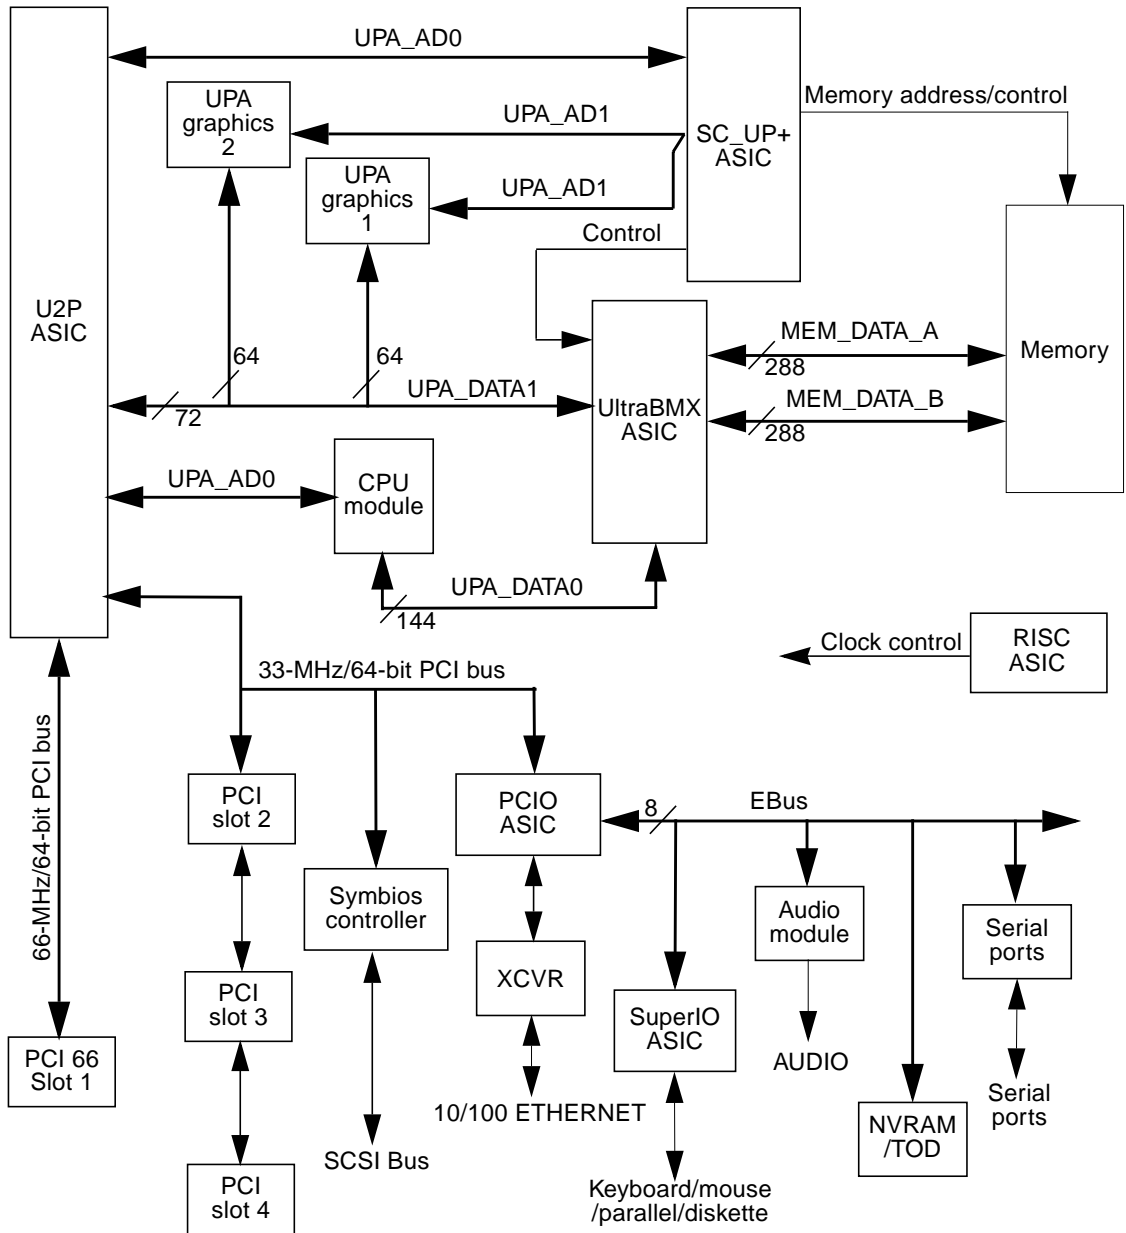 UPA_AD0
UPA
graphics
2
UPA_AD1
SC_UP+
ASIC
Memory address/control
UPA
graphics
1
UPA_AD1
Control
U2P
ASIC
64
64
MEM_DATA_A
288
Memory
72
UPA_DATA1
UltraBMX
ASIC
MEM_DATA_B
288
UPA_AD0
CPU
module
UPA_DATA0
144
Clock control
RISC
ASIC
33-MHz/64-bit PCI bus
66-MHz/64-bit PCI bus
PCI
slot 2
PCIO
ASIC
8
EBus
Symbios
controller
Audio
module
Serial
ports
PCI
slot 3
XCVR
SuperIO
ASIC
PCI 66
Slot 1
AUDIO
Serial
ports
10/100 ETHERNET
NVRAM
/TOD
SCSI Bus
PCI
slot 4
Keyboard/mouse
/parallel/diskette